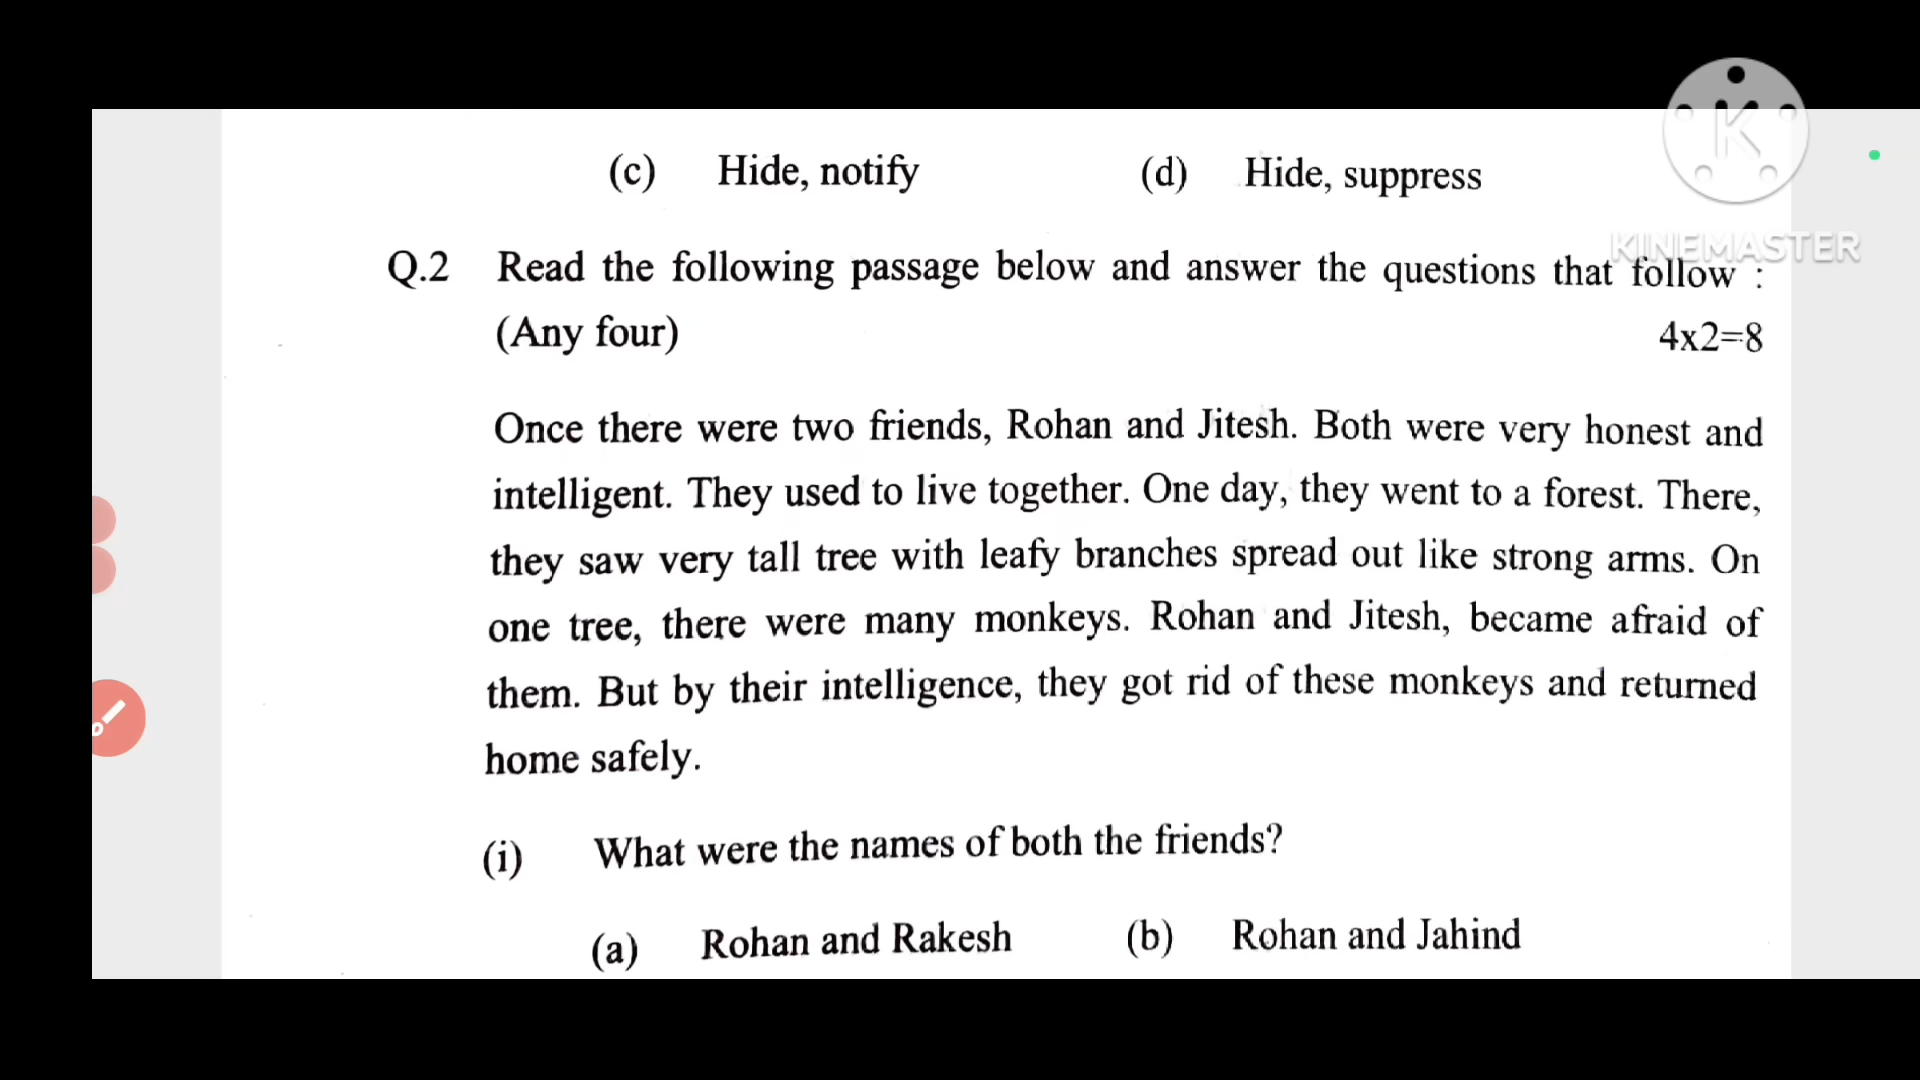 (c) Hide, notify (d) Hide, suppress
KINEMASTER
Q.2 Read the following passage below and answer the questions that follow :
(Any four) 4x2=8
Once there were two friends, Rohan and Jitesh. Both were very honest and
intelligent. They used to live together. One day, they went to a forest. There,
they saw very tall tree with leafy branches spread out like strong arms. On
one tree, there were many monkeys. Rohan and Jitesh, became afraid of
them. But by their intelligence, they got rid of these monkeys and returned
home safely.
(i) What were the names of both the friends?
(a) Rohan and Rakesh (b) Rohan and Jahind